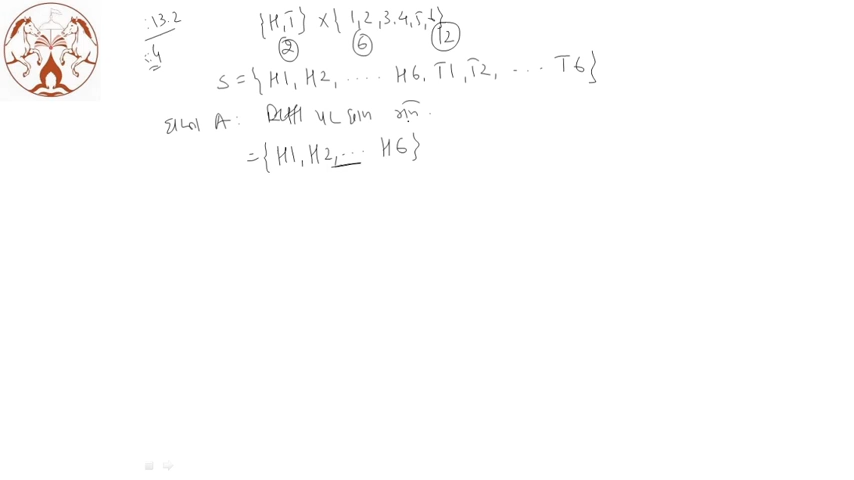 :13.2
:4
{H,T} × { 1,2,3.4,5,6}
2 6 12
S = { H1, H2, ..... H6, T1, T2, ... T6 }
A:
= { H1, H2, ... H6 }